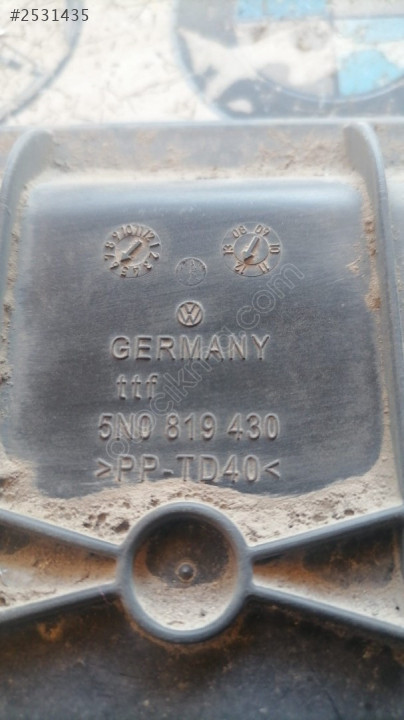 #2531435
GERMANY
ttf
5N0 819 430
>PP-TD40<